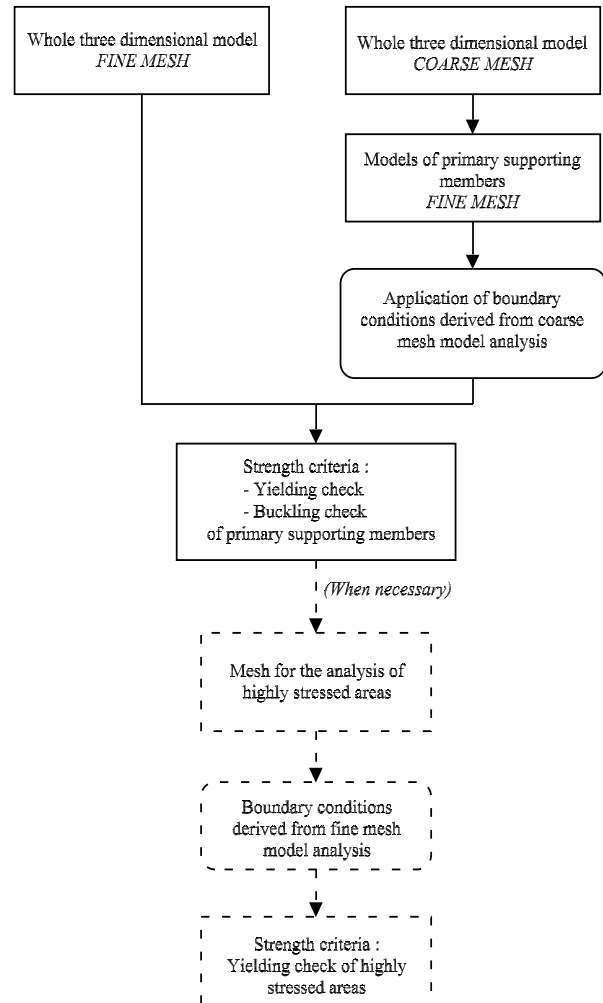 Whole three dimensional model
FINE MESH
Whole three dimensional model
COARSE MESH
Models of primary supporting
members
FINE MESH
Application of boundary
conditions derived from coarse
mesh model analysis
Strength criteria :
- Yielding check
- Buckling check
of primary supporting members
(When necessary)
Mesh for the analysis of
highly stressed areas
Boundary conditions
derived from fine mesh
model analysis
Strength criteria :
Yielding check of highly
stressed areas